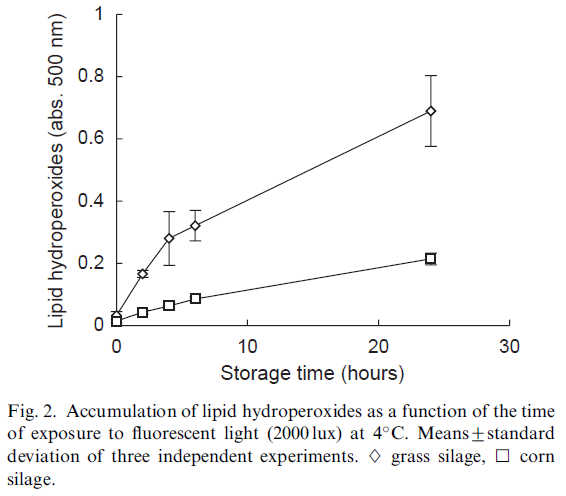 Lipid hydroperoxides (abs. 500 nm)
1
0.8
0.6
0.4
0.2
0
0 10 20 30
Storage time (hours)
Fig. 2. Accumulation of lipid hydroperoxides as a function of the time
of exposure to fluorescent light (2000 lux) at 4°C. Means±standard
deviation of three independent experiments. ◇ grass silage, □ corn
silage.